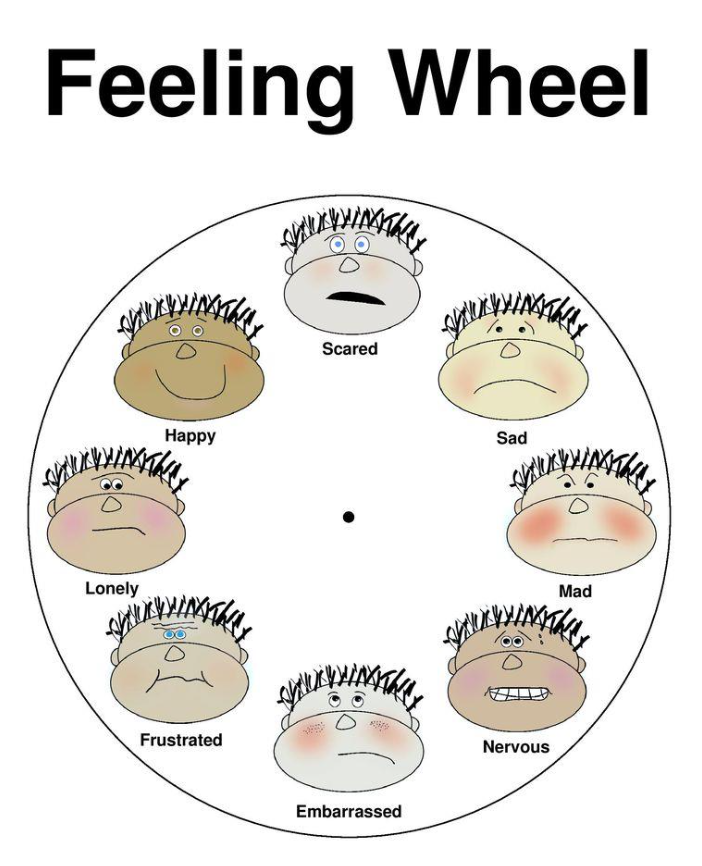 Feeling Wheel
Scared
Happy
Sad
Lonely
Mad
Frustrated
Nervous
Embarrassed